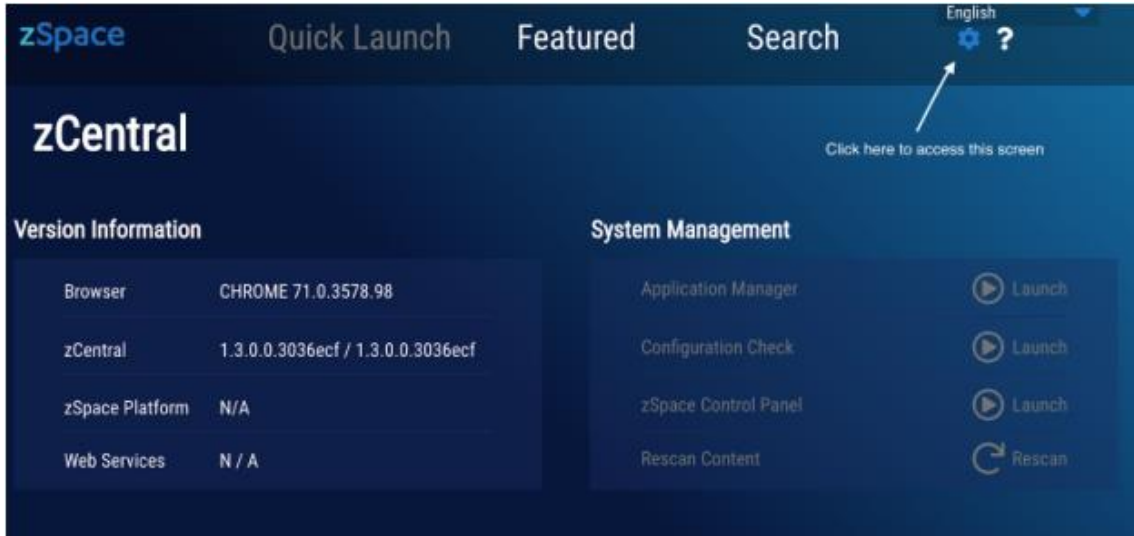 English
zSpace Quick Launch Featured Search ?
zCentral
Click here to access this screen
Version Information
Browser CHROME 71.0.3578.98
zCentral 1.3.0.0.3036ecf / 1.3.0.0.3036ecf
zSpace Platform N/A
Web Services N / A
System Management
Application Manager Launch
Configuration Check Launch
zSpace Control Panel Launch
Rescan Content Rescan